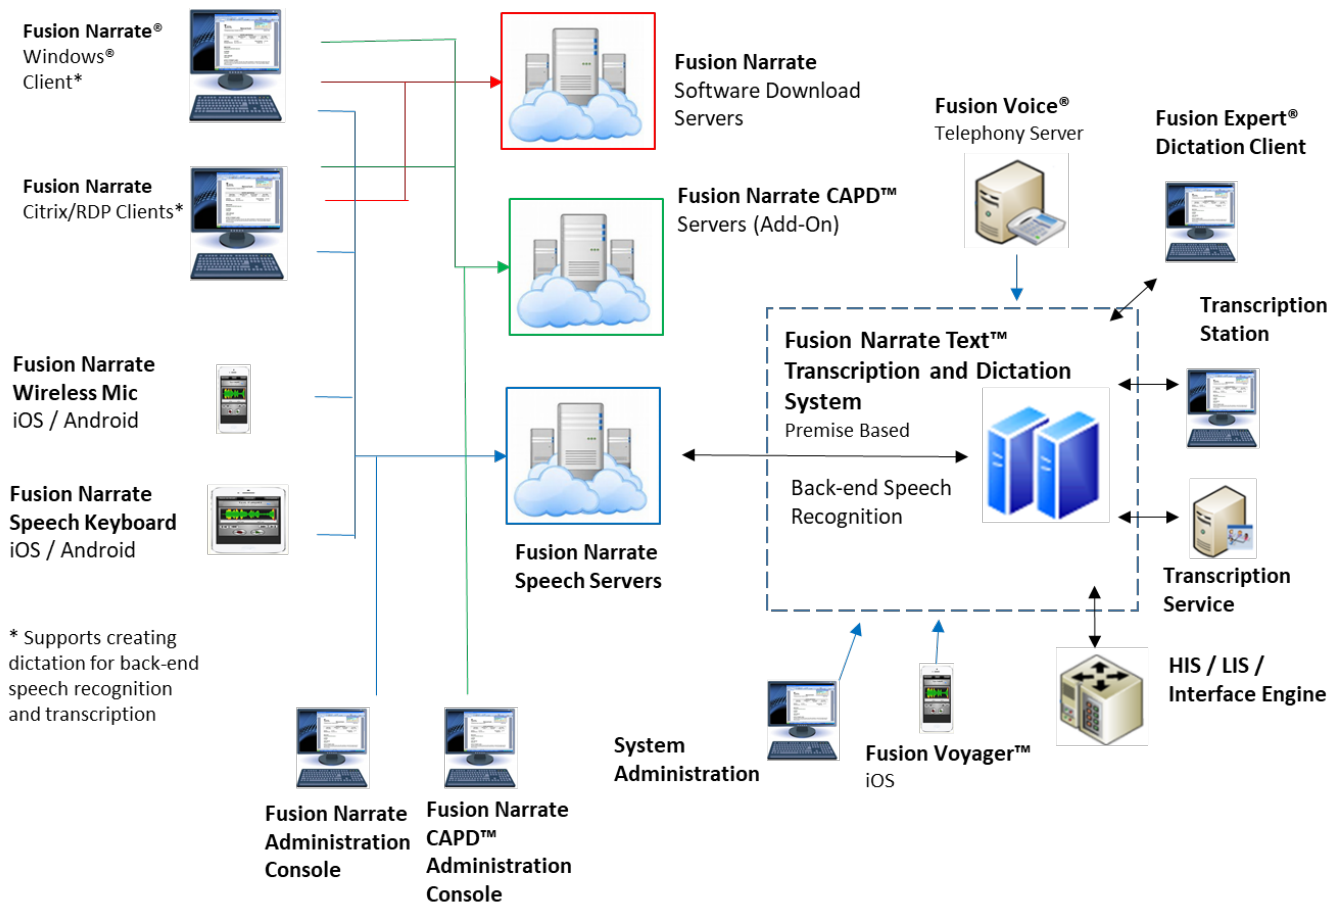 Fusion Narrate®
Windows®
Client*
Fusion Narrate
Citrix/RDP Clients*
Fusion Narrate
Wireless Mic
iOS / Android
Fusion Narrate
Speech Keyboard
iOS / Android
* Supports creating
dictation for back-end
speech recognition
and transcription
Fusion Narrate
Software Download
Servers
Fusion Narrate CAPD™
Servers (Add-On)
Fusion Narrate
Speech Servers
Fusion Voice®
Telephony Server
Fusion Expert®
Dictation Client
Transcription
Station
Fusion Narrate Text™
Transcription and Dictation
System
Premise Based
Back-end Speech
Recognition
Transcription
Service
HIS / LIS /
Interface Engine
System
Administration
Fusion Voyager™
iOS
Fusion Narrate
Administration
Console
Fusion Narrate
CAPD™
Administration
Console